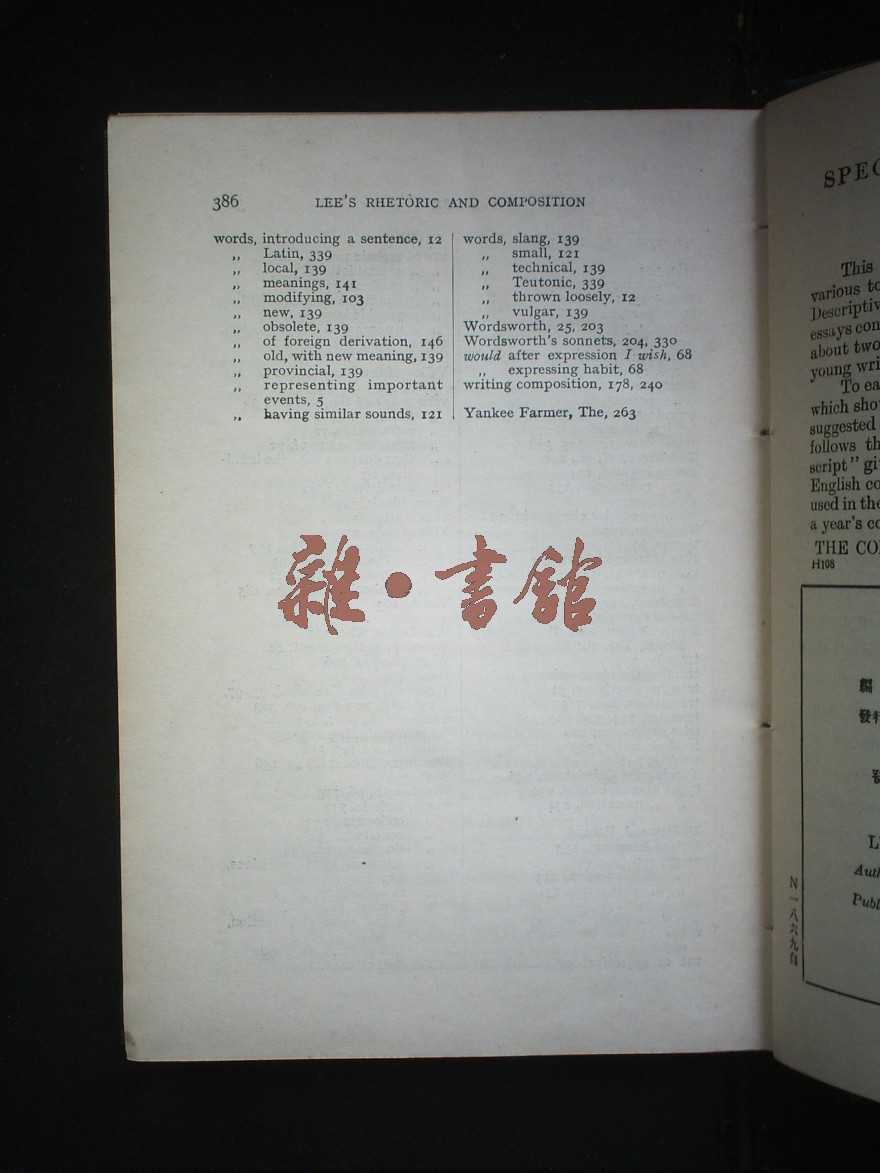 386 LEE'S RHETORIC AND COMPOSITION
words, introducing a sentence, 12
„ Latin, 339
„ local, 139
„ meanings, 141
„ modifying, 103
„ new, 139
„ obsolete, 139
„ of foreign derivation, 146
„ old, with new meaning, 139
„ provincial, 139
„ representing important
events, 5
„ having similar sounds, 121
words, slang, 139
„ small, 121
„ technical, 139
„ Teutonic, 339
„ thrown loosely, 12
„ vulgar, 139
Wordsworth, 25, 203
Wordsworth's sonnets, 204, 330
would after expression I wish, 68
„ expressing habit, 68
writing composition, 178, 240
Yankee Farmer, The, 263
雜•書館
SPEC
This
various to
Descriptiv
essays con
about two
young wri
To ea
which sho
suggested
follows th
script" gi
English co
used in the
a year's co
THE CO
H108
編
發
N一八六九自